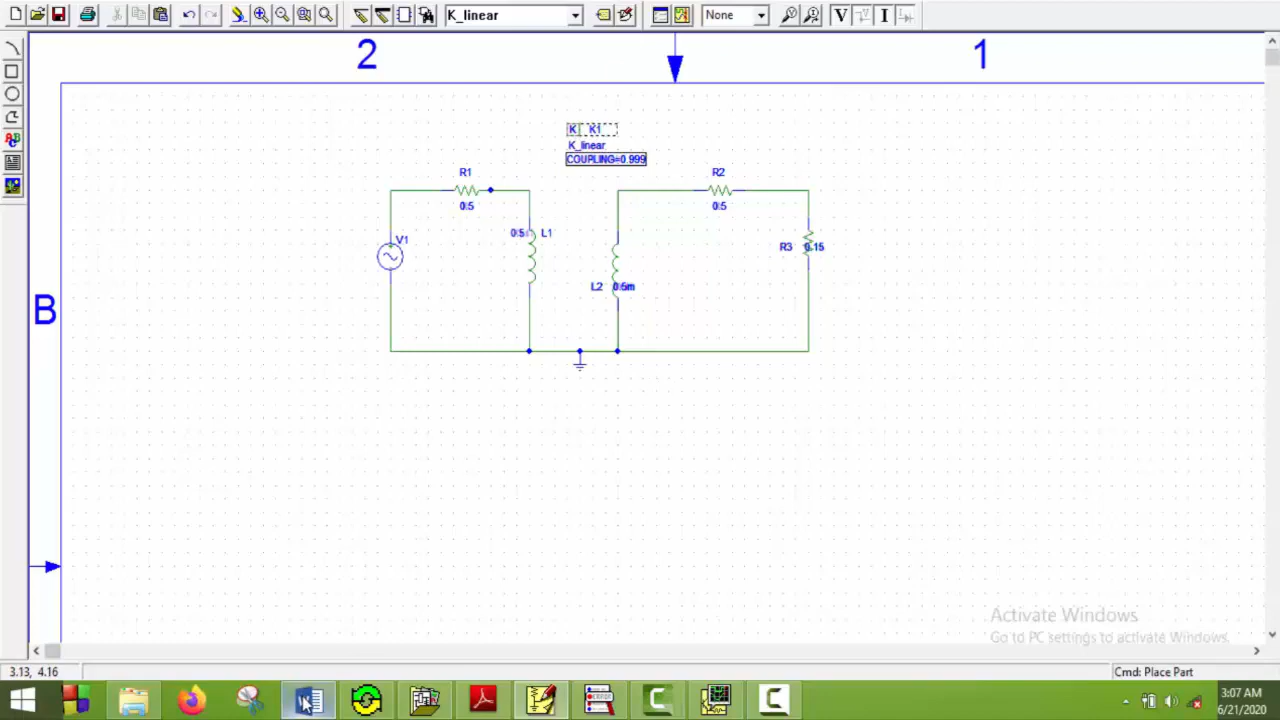 K_linear
None
V
I
2
1
K K1
K_linear
COUPLING=0.999
R1
R2
0.5
0.5
0.5
L1
V1
R3 0.15
L2 0.5m
B
Activate Windows
Go to PC settings to activate Windows.
3.13, 4.16
Cmd: Place Part
3:07 AM
6/21/2020